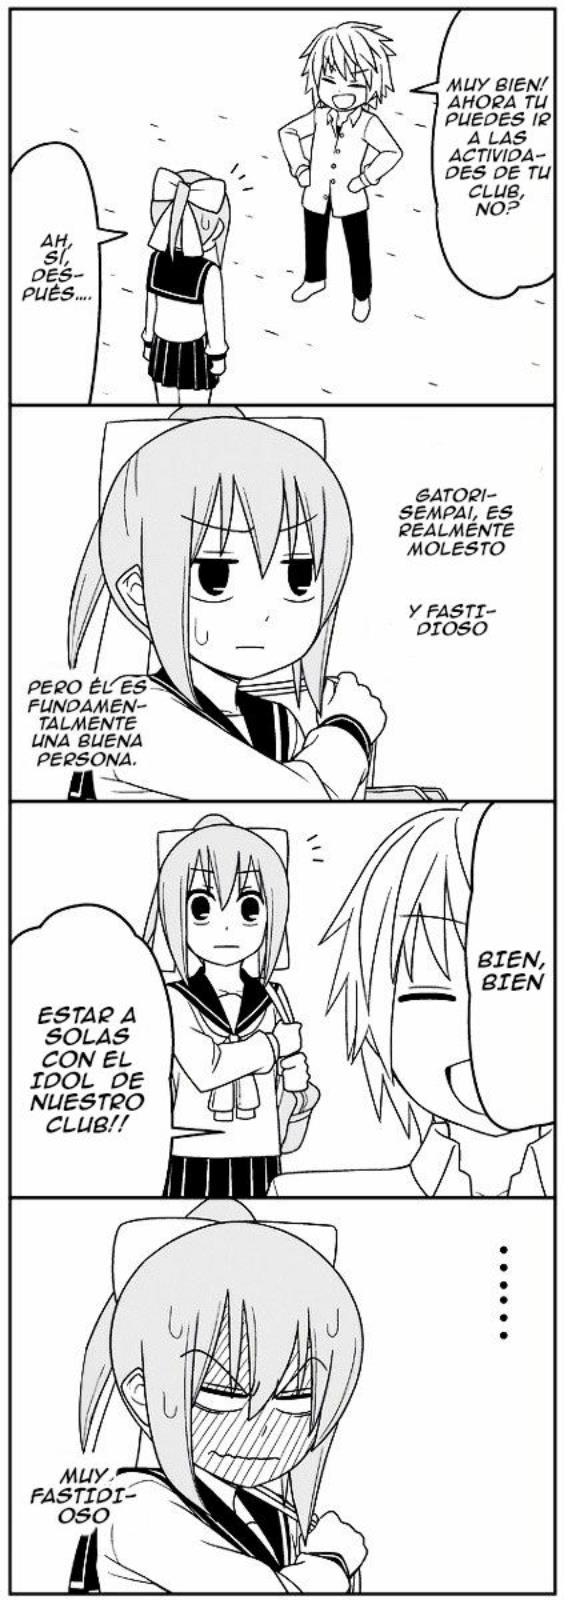 MUY BIEN!
AHORA TU
PUEDES IR
A LAS
ACTIVIDA-
DES DE TU
CLUB,
NO?
AH,
SÍ,
DES-
PUÉS....
GATORI-
SEMPAI, ES
REALMENTE
MOLESTO
Y FASTI-
DIOSO
PERO ÉL ES
FUNDAMEN-
TALMENTE
UNA BUENA
PERSONA.
BIEN,
BIEN
ESTAR A
SOLAS
CON EL
IDOL DE
NUESTRO
CLUB!!
......
MUY
FASTIDI-
OSO